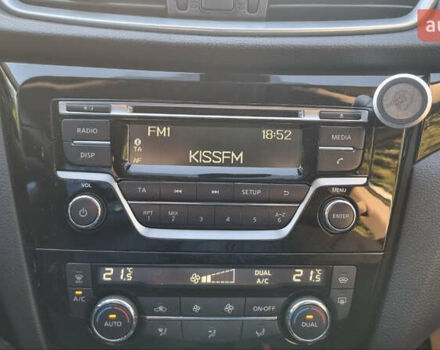 au
RADIO
FM1 18:52
MEDIA
TA
KISSFM
DISP
AF
VOL
TA SETUP
MENU
1 RPT 2 MIX 3 4 5 6 A-Z
ENTER
21.5°C DUAL A/C 21.5°C
A/C
AUTO
ON·OFF
DUAL